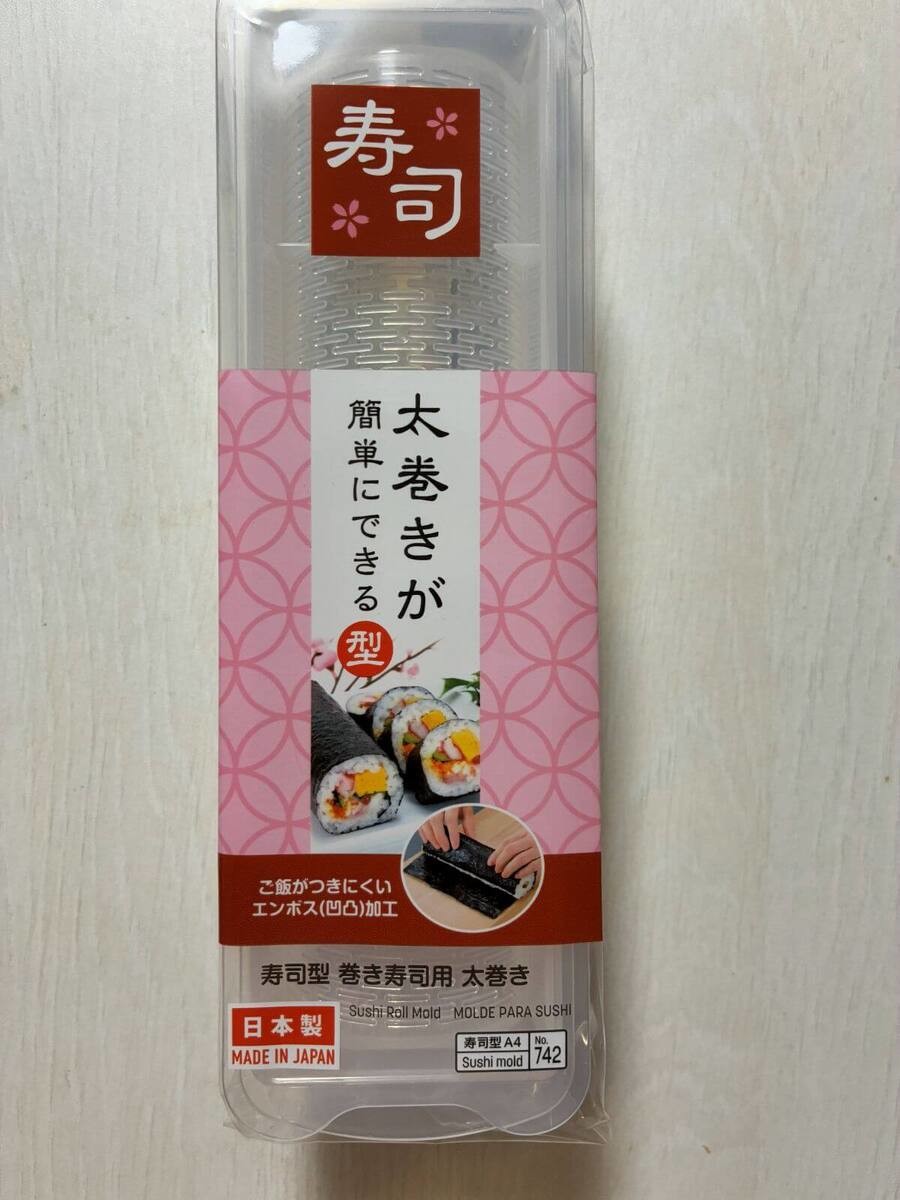 寿司
太巻きが
簡単にできる
型
ご飯がつきにくい
エンボス(凹凸)加工
寿司型 巻き寿司用 太巻き
Sushi Roll Mold MOLDE PARA SUSHI
日本製
MADE IN JAPAN
寿司型 A4
Sushi mold
No.
742